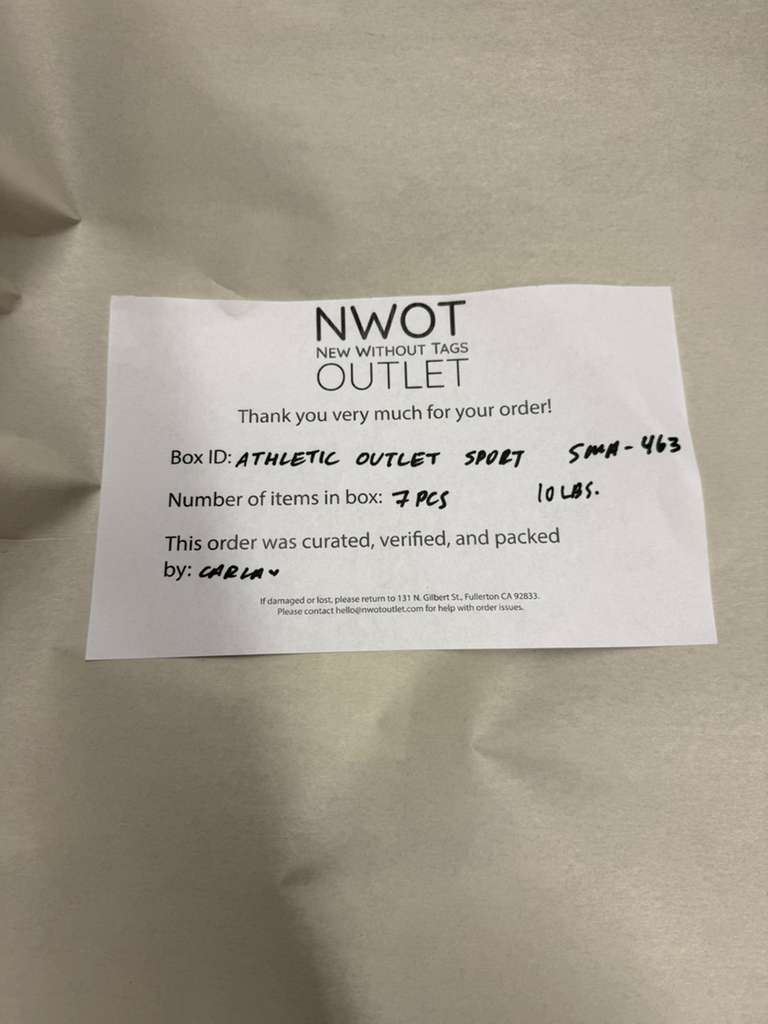 NWOT
NEW WITHOUT TAGS
OUTLET
Thank you very much for your order!
Box ID: ATHLETIC OUTLET SPORT SMA-463
Number of items in box: 7 PCS 10 LBS.
This order was curated, verified, and packed
by: CARLA ♥
If damaged or lost, please return to 131 N. Gilbert St., Fullerton CA 92833.
Please contact hello@nwotoutlet.com for help with order issues.